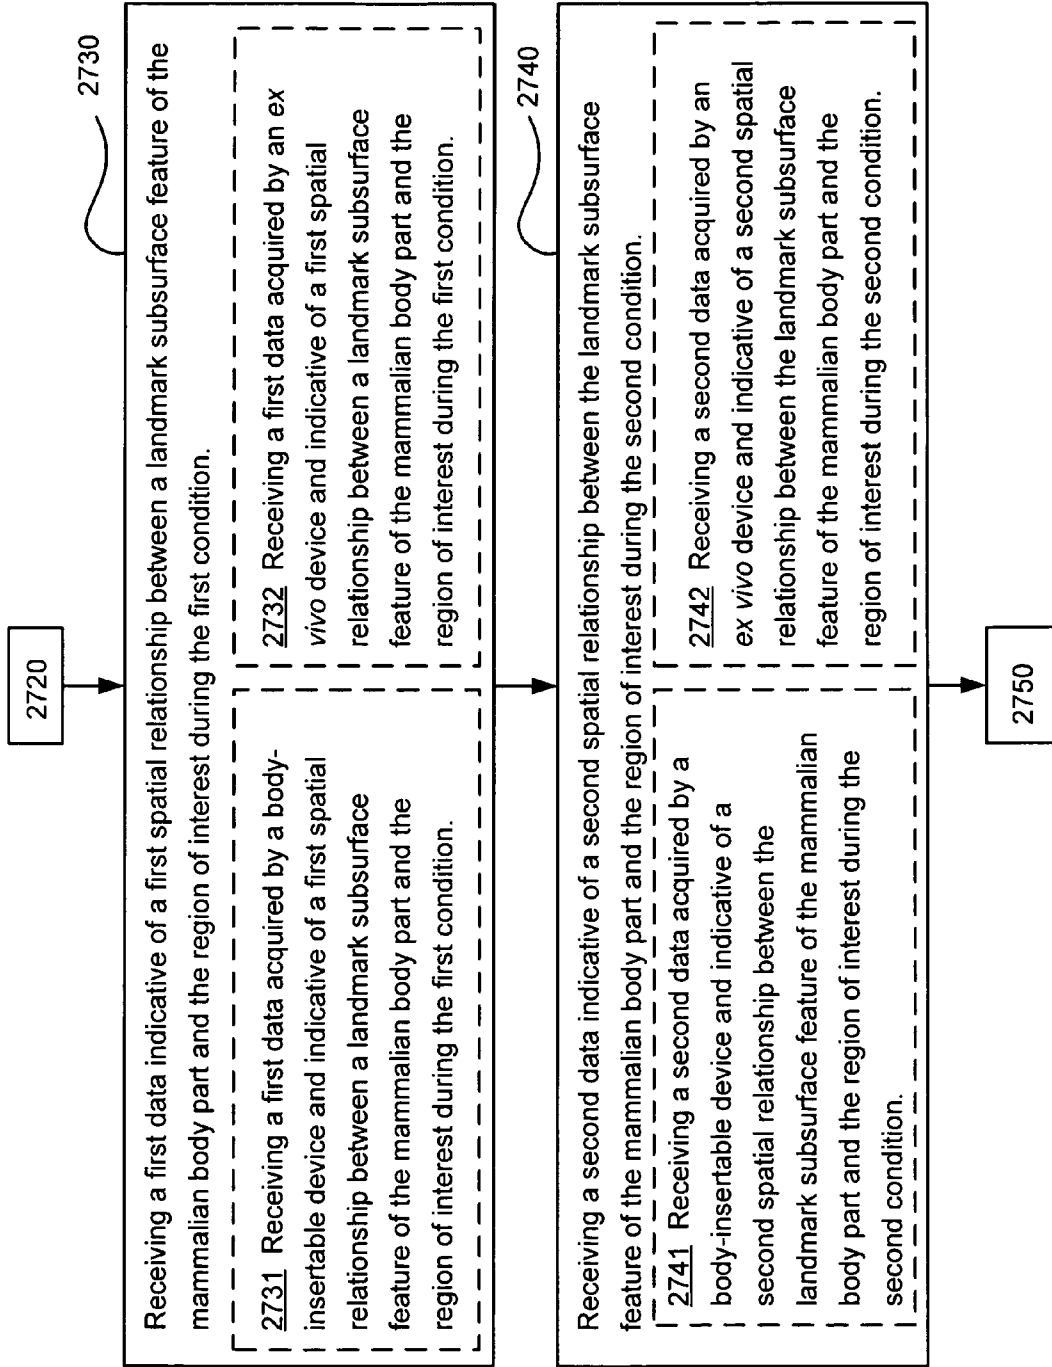 2720
2730
Receiving a first data indicative of a first spatial relationship between a landmark subsurface feature of the
mammalian body part and the region of interest during the first condition.
2731 Receiving a first data acquired by a body-
insertable device and indicative of a first spatial
relationship between a landmark subsurface
feature of the mammalian body part and the
region of interest during the first condition.
2732 Receiving a first data acquired by an ex
vivo device and indicative of a first spatial
relationship between a landmark subsurface
feature of the mammalian body part and the
region of interest during the first condition.
2740
Receiving a second data indicative of a second spatial relationship between the landmark subsurface
feature of the mammalian body part and the region of interest during the second condition.
2741 Receiving a second data acquired by a
body-insertable device and indicative of a
second spatial relationship between the
landmark subsurface feature of the mammalian
body part and the region of interest during the
second condition.
2742 Receiving a second data acquired by an
ex vivo device and indicative of a second spatial
relationship between the landmark subsurface
feature of the mammalian body part and the
region of interest during the second condition.
2750